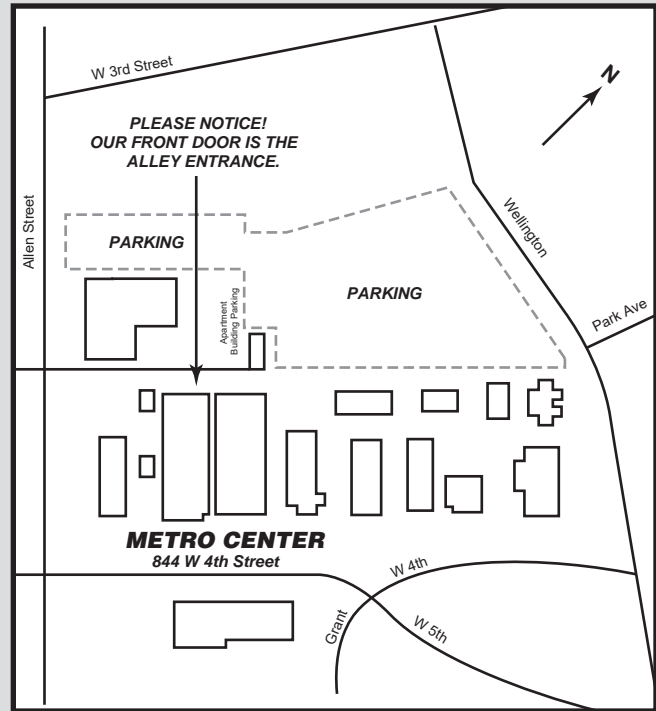 W 3rd Street
N
PLEASE NOTICE!
OUR FRONT DOOR IS THE
ALLEY ENTRANCE.
Allen Street
PARKING
Wellington
PARKING
Apartment
Building Parking
Park Ave
METRO CENTER
844 W 4th Street
W 4th
Grant
W 5th